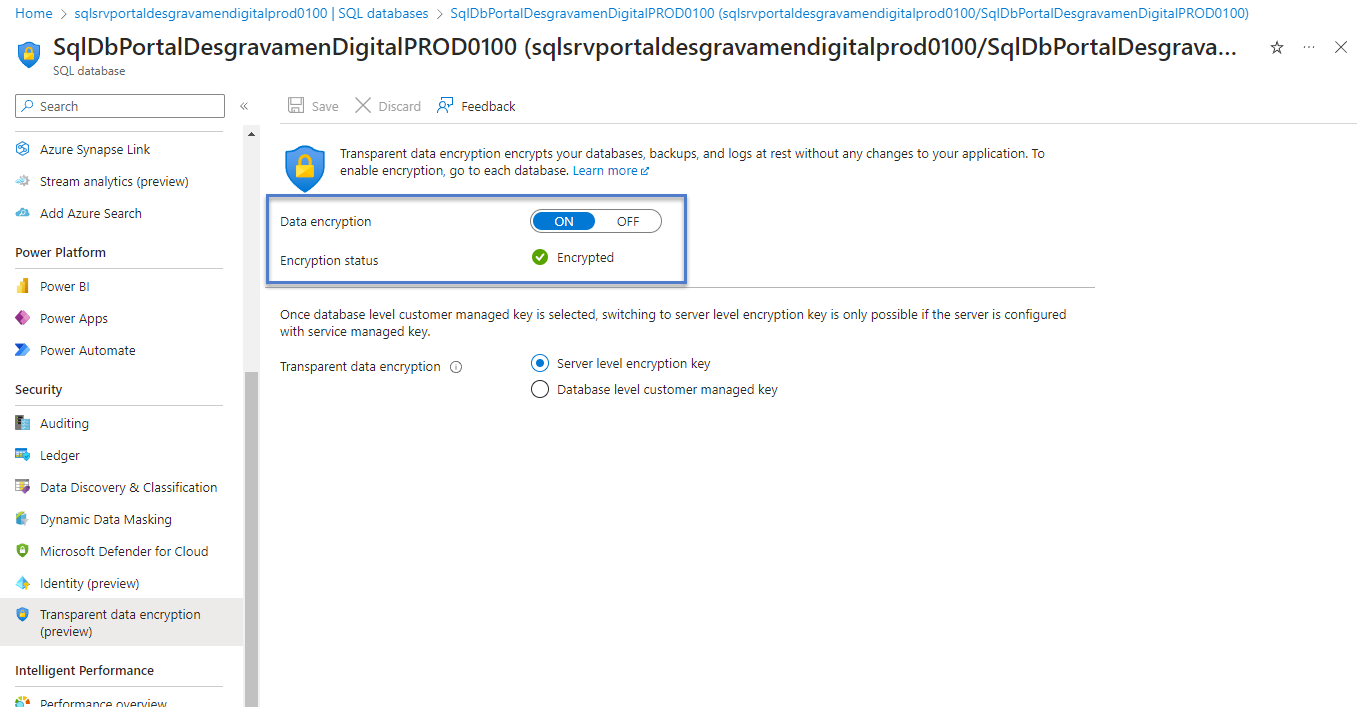 Home > sqlsrvportaldesgravamendigitalprod0100 | SQL databases > SqlDbPortalDesgravamenDigitalPROD0100 (sqlsrvportaldesgravamendigitalprod0100/SqlDbPortalDesgravamenDigitalPROD0100)
SqlDbPortalDesgravamenDigitalPROD0100 (sqlsrvportaldesgravamendigitalprod0100/SqlDbPortalDesgrava...
SQL database
Search
Azure Synapse Link
Stream analytics (preview)
Add Azure Search
Power Platform
Power BI
Power Apps
Power Automate
Security
Auditing
Ledger
Data Discovery & Classification
Dynamic Data Masking
Microsoft Defender for Cloud
Identity (preview)
Transparent data encryption
(preview)
Intelligent Performance
Performance overview
Save Discard Feedback
Transparent data encryption encrypts your databases, backups, and logs at rest without any changes to your application. To
enable encryption, go to each database. Learn more
Data encryption ON OFF
Encryption status Encrypted
Once database level customer managed key is selected, switching to server level encryption key is only possible if the server is configured
with service managed key.
Transparent data encryption Server level encryption key
Database level customer managed key